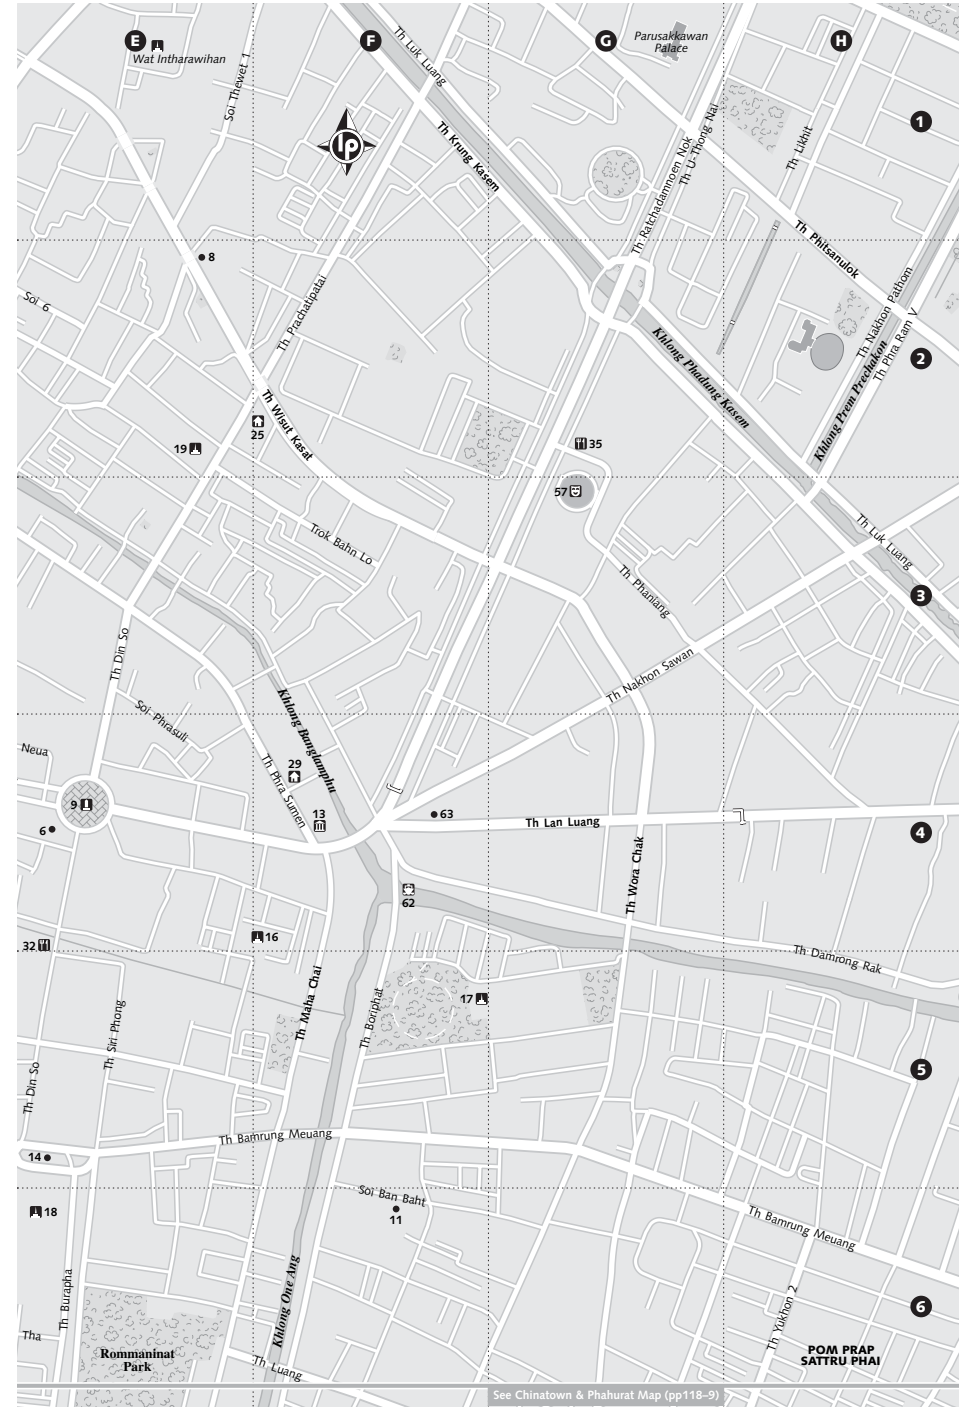 E
F
G
H
Wat Intharawihan
Parusakkawan
Palace
Th Luk Luang
Soi Thewet 1
1
lp
Th Krung Kasem
Th U-Thong Nai
Th Likhit
Th Ratchadamnoen Nok
Th Phitsanulok
8
Soi 6
Th Prachatipatai
Th Nakhon Pathom
Khlong Prem Prechakon
Th Phra Ram V
2
Khlong Phadung Kasem
Th Wisut Kasat
25
19
35
57
Trok Bahn Lo
Th Luk Luang
3
Th Phaniang
Th Din So
Th Nakhon Sawan
Soi Phrasuli
Khlong Banglamphu
Neua
29
Th Phra Sumen
9
13
63
6
Th Lan Luang
4
Th Wora Chak
62
32
16
Th Damrong Rak
17
Th Maha Chai
Th Boriphat
Th Siri Phong
Th Din So
5
Th Bamrung Meuang
14
Soi Ban Baht
11
18
Th Bamrung Meuang
Th Burapha
Khlong One Ang
6
Th Yukhon 2
Tha
Rommaninat
Park
Th Luang
POM PRAP
SATTRU PHAI
See Chinatown & Phahurat Map (pp118–9)